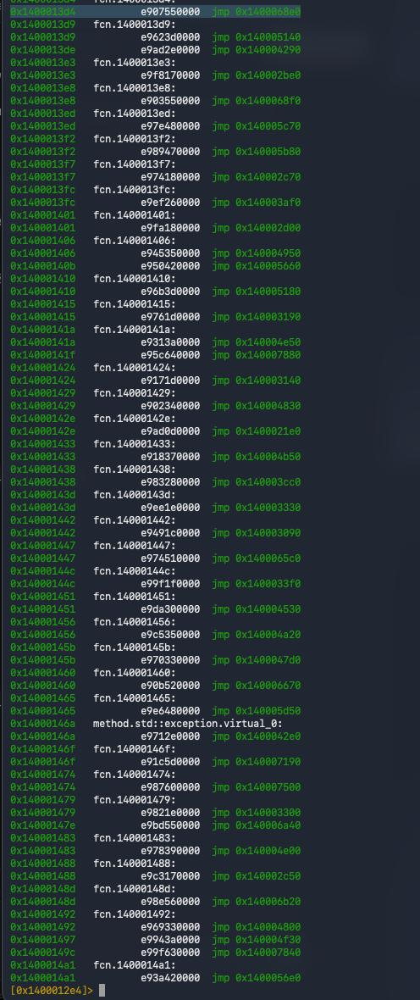 0x1400013d4 e907550000 jmp 0x1400068e0
0x1400013d9 fcn.1400013d9:
0x1400013d9 e9623d0000 jmp 0x140005140
0x1400013de e9ad2e0000 jmp 0x140004290
0x1400013e3 fcn.1400013e3:
0x1400013e3 e9f8170000 jmp 0x140002be0
0x1400013e8 fcn.1400013e8:
0x1400013e8 e903550000 jmp 0x1400068f0
0x1400013ed fcn.1400013ed:
0x1400013ed e97e480000 jmp 0x140005c70
0x1400013f2 fcn.1400013f2:
0x1400013f2 e989470000 jmp 0x140005b80
0x1400013f7 fcn.1400013f7:
0x1400013f7 e974180000 jmp 0x140002c70
0x1400013fc fcn.1400013fc:
0x1400013fc e9ef260000 jmp 0x140003af0
0x140001401 fcn.140001401:
0x140001401 e9fa180000 jmp 0x140002d00
0x140001406 fcn.140001406:
0x140001406 e945350000 jmp 0x140004950
0x14000140b e950420000 jmp 0x140005660
0x140001410 fcn.140001410:
0x140001410 e96b3d0000 jmp 0x140005180
0x140001415 fcn.140001415:
0x140001415 e9761d0000 jmp 0x140003190
0x14000141a fcn.14000141a:
0x14000141a e9313a0000 jmp 0x140004e50
0x14000141f e95c640000 jmp 0x140007880
0x140001424 fcn.140001424:
0x140001424 e9171d0000 jmp 0x140003140
0x140001429 fcn.140001429:
0x140001429 e902340000 jmp 0x140004830
0x14000142e fcn.14000142e:
0x14000142e e9ad0d0000 jmp 0x1400021e0
0x140001433 fcn.140001433:
0x140001433 e918370000 jmp 0x140004b50
0x140001438 fcn.140001438:
0x140001438 e983280000 jmp 0x140003cc0
0x14000143d fcn.14000143d:
0x14000143d e9ee1e0000 jmp 0x140003330
0x140001442 fcn.140001442:
0x140001442 e9491c0000 jmp 0x140003090
0x140001447 fcn.140001447:
0x140001447 e974510000 jmp 0x1400065c0
0x14000144c fcn.14000144c:
0x14000144c e99f1f0000 jmp 0x1400033f0
0x140001451 fcn.140001451:
0x140001451 e9da300000 jmp 0x140004530
0x140001456 fcn.140001456:
0x140001456 e9c5350000 jmp 0x140004a20
0x14000145b fcn.14000145b:
0x14000145b e970330000 jmp 0x1400047d0
0x140001460 fcn.140001460:
0x140001460 e90b520000 jmp 0x140006670
0x140001465 fcn.140001465:
0x140001465 e9e6480000 jmp 0x140005d50
0x14000146a method.std::exception.virtual_0:
0x14000146a e9712e0000 jmp 0x1400042e0
0x14000146f fcn.14000146f:
0x14000146f e91c5d0000 jmp 0x140007190
0x140001474 fcn.140001474:
0x140001474 e987600000 jmp 0x140007500
0x140001479 fcn.140001479:
0x140001479 e9821e0000 jmp 0x140003300
0x14000147e e9bd550000 jmp 0x140006a40
0x140001483 fcn.140001483:
0x140001483 e978390000 jmp 0x140004e00
0x140001488 fcn.140001488:
0x140001488 e9c3170000 jmp 0x140002c50
0x14000148d fcn.14000148d:
0x14000148d e98e560000 jmp 0x140006b20
0x140001492 fcn.140001492:
0x140001492 e969330000 jmp 0x140004800
0x140001497 e9943a0000 jmp 0x140004f30
0x14000149c e99f630000 jmp 0x140007840
0x1400014a1 fcn.1400014a1:
0x1400014a1 e93a420000 jmp 0x1400056e0
[0x1400012e4]>